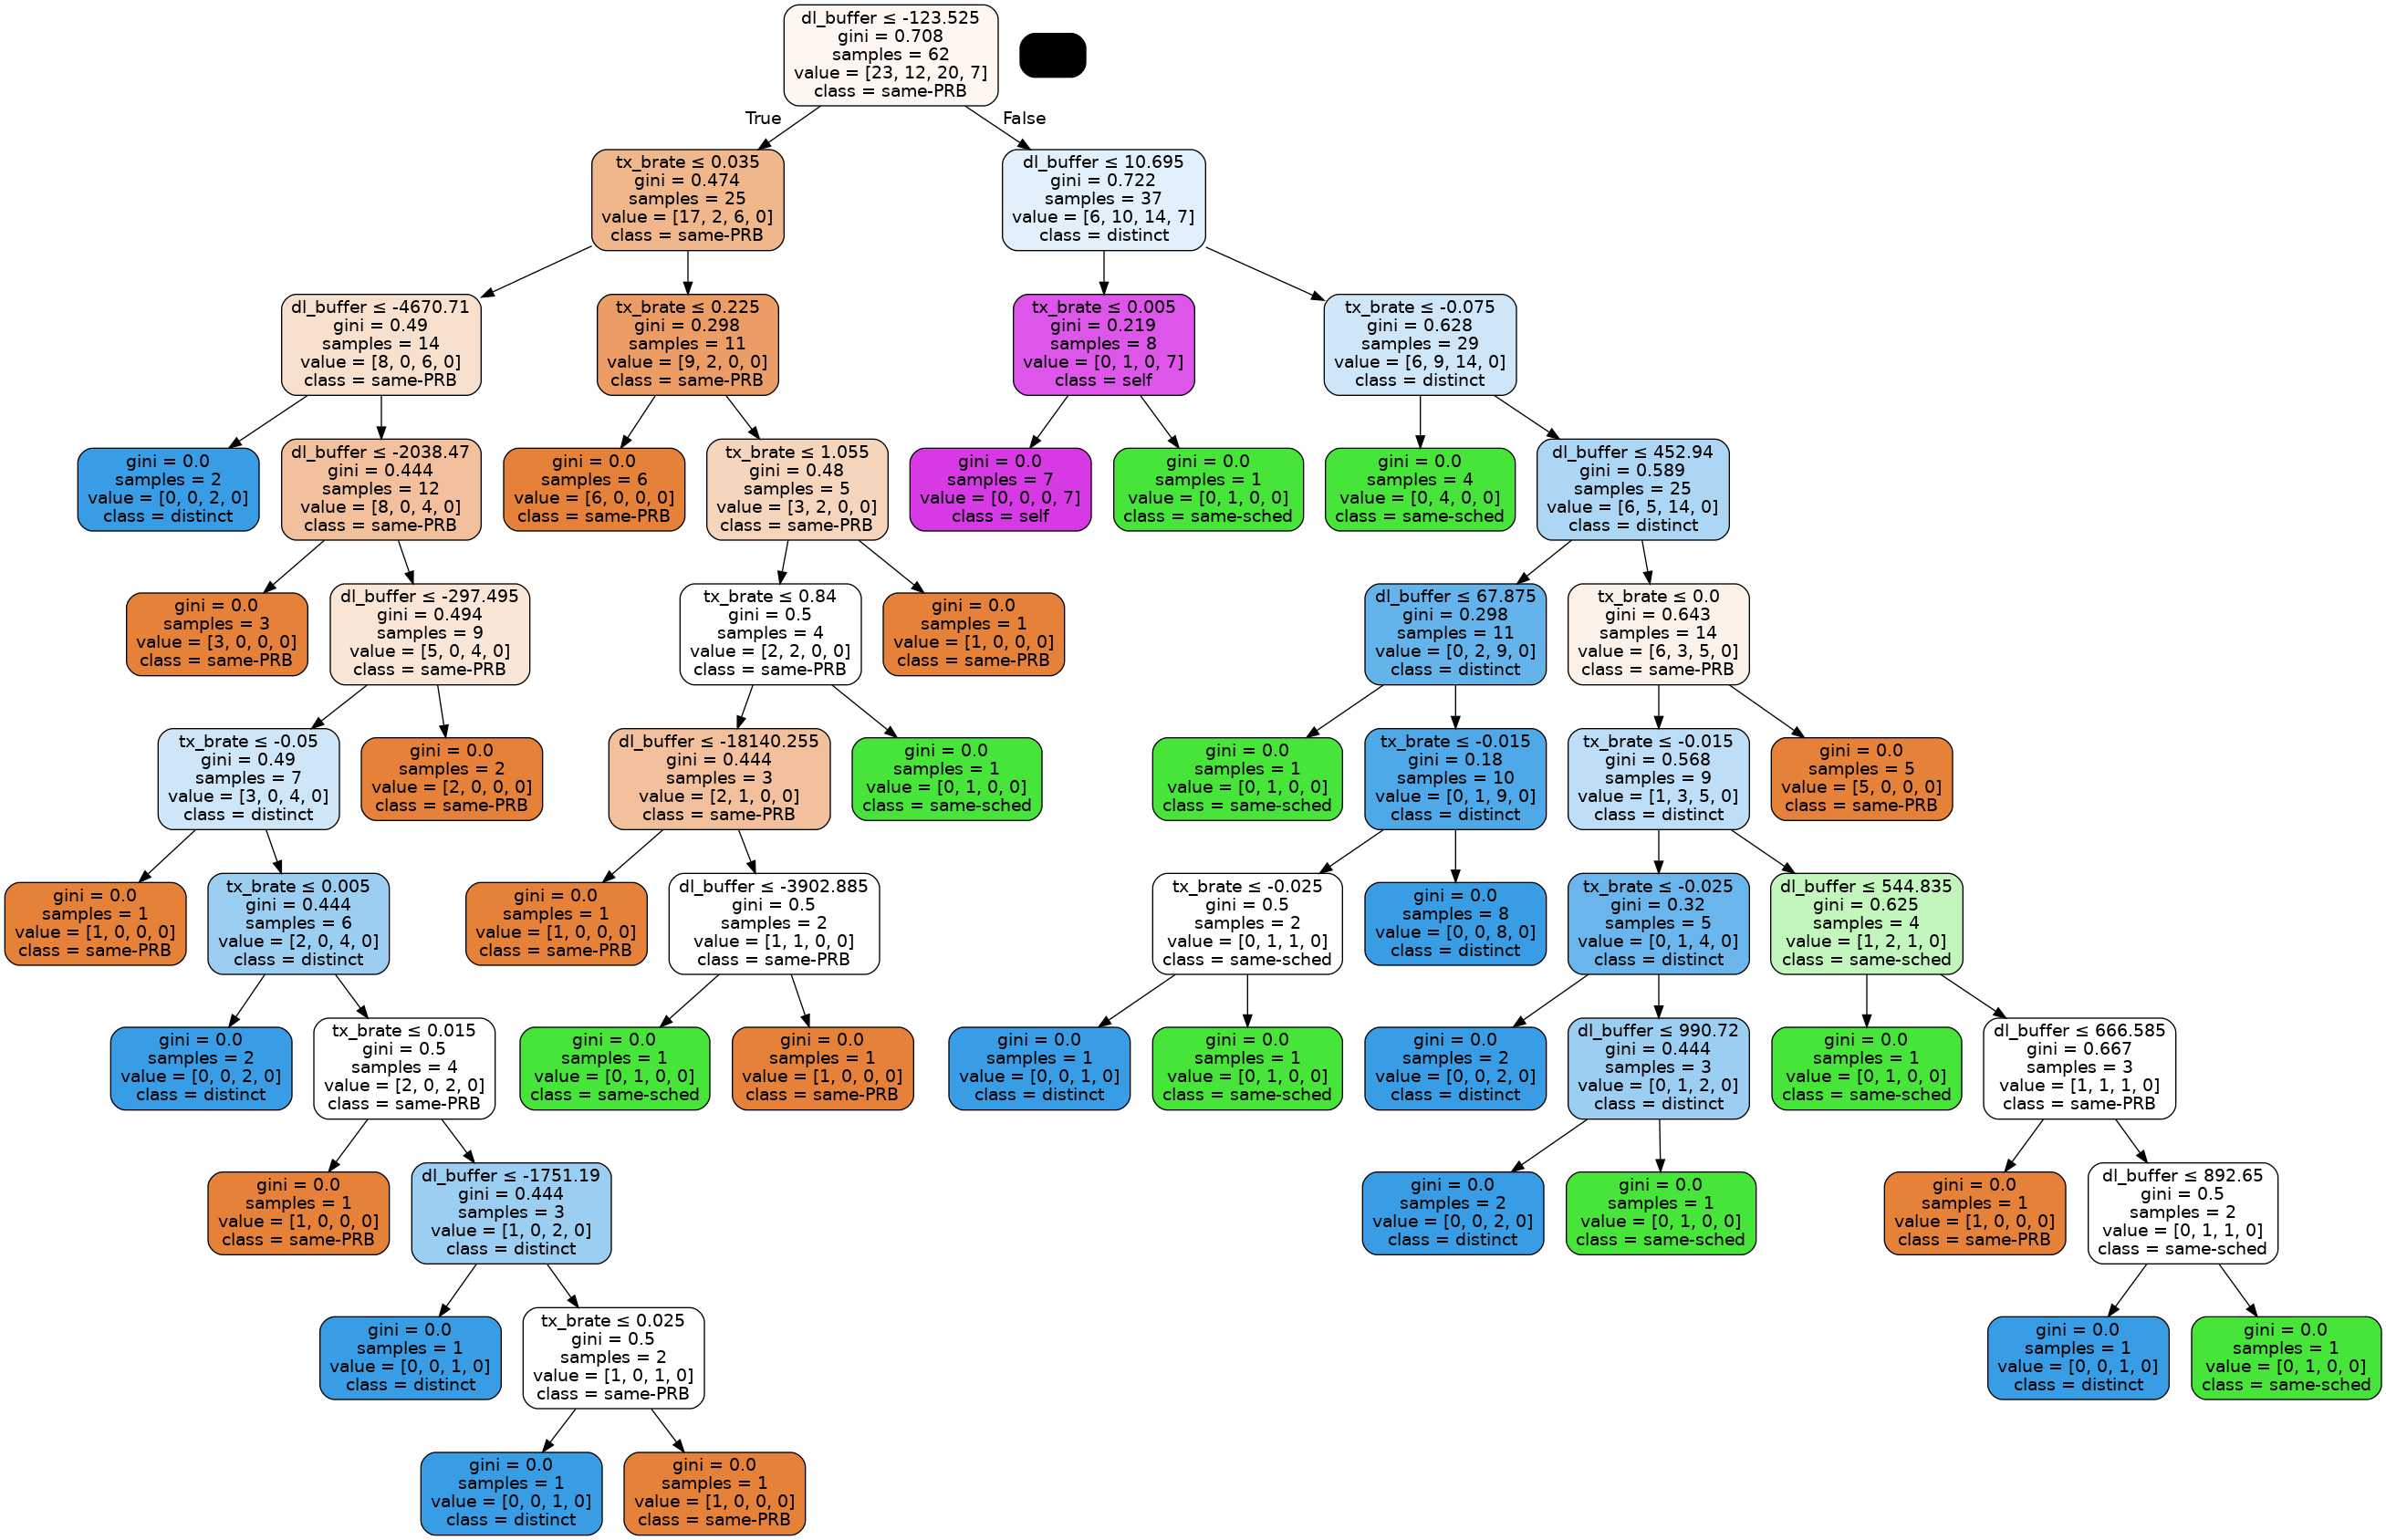 dl_buffer ≤ -123.525
gini = 0.708
samples = 62
value = [23, 12, 20, 7]
class = same-PRB
True
False
tx_brate ≤ 0.035
gini = 0.474
samples = 25
value = [17, 2, 6, 0]
class = same-PRB
dl_buffer ≤ 10.695
gini = 0.722
samples = 37
value = [6, 10, 14, 7]
class = distinct
dl_buffer ≤ -4670.71
gini = 0.49
samples = 14
value = [8, 0, 6, 0]
class = same-PRB
tx_brate ≤ 0.225
gini = 0.298
samples = 11
value = [9, 2, 0, 0]
class = same-PRB
tx_brate ≤ 0.005
gini = 0.219
samples = 8
value = [0, 1, 0, 7]
class = self
tx_brate ≤ -0.075
gini = 0.628
samples = 29
value = [6, 9, 14, 0]
class = distinct
gini = 0.0
samples = 2
value = [0, 0, 2, 0]
class = distinct
dl_buffer ≤ -2038.47
gini = 0.444
samples = 12
value = [8, 0, 4, 0]
class = same-PRB
gini = 0.0
samples = 6
value = [6, 0, 0, 0]
class = same-PRB
tx_brate ≤ 1.055
gini = 0.48
samples = 5
value = [3, 2, 0, 0]
class = same-PRB
gini = 0.0
samples = 7
value = [0, 0, 0, 7]
class = self
gini = 0.0
samples = 1
value = [0, 1, 0, 0]
class = same-sched
gini = 0.0
samples = 4
value = [0, 4, 0, 0]
class = same-sched
dl_buffer ≤ 452.94
gini = 0.589
samples = 25
value = [6, 5, 14, 0]
class = distinct
gini = 0.0
samples = 3
value = [3, 0, 0, 0]
class = same-PRB
dl_buffer ≤ -297.495
gini = 0.494
samples = 9
value = [5, 0, 4, 0]
class = same-PRB
tx_brate ≤ 0.84
gini = 0.5
samples = 4
value = [2, 2, 0, 0]
class = same-PRB
gini = 0.0
samples = 1
value = [1, 0, 0, 0]
class = same-PRB
dl_buffer ≤ 67.875
gini = 0.298
samples = 11
value = [0, 2, 9, 0]
class = distinct
tx_brate ≤ 0.0
gini = 0.643
samples = 14
value = [6, 3, 5, 0]
class = same-PRB
tx_brate ≤ -0.05
gini = 0.49
samples = 7
value = [3, 0, 4, 0]
class = distinct
gini = 0.0
samples = 2
value = [2, 0, 0, 0]
class = same-PRB
dl_buffer ≤ -18140.255
gini = 0.444
samples = 3
value = [2, 1, 0, 0]
class = same-PRB
gini = 0.0
samples = 1
value = [0, 1, 0, 0]
class = same-sched
gini = 0.0
samples = 1
value = [0, 1, 0, 0]
class = same-sched
tx_brate ≤ -0.015
gini = 0.18
samples = 10
value = [0, 1, 9, 0]
class = distinct
tx_brate ≤ -0.015
gini = 0.568
samples = 9
value = [1, 3, 5, 0]
class = distinct
gini = 0.0
samples = 5
value = [5, 0, 0, 0]
class = same-PRB
gini = 0.0
samples = 1
value = [1, 0, 0, 0]
class = same-PRB
tx_brate ≤ 0.005
gini = 0.444
samples = 6
value = [2, 0, 4, 0]
class = distinct
gini = 0.0
samples = 1
value = [1, 0, 0, 0]
class = same-PRB
dl_buffer ≤ -3902.885
gini = 0.5
samples = 2
value = [1, 1, 0, 0]
class = same-PRB
tx_brate ≤ -0.025
gini = 0.5
samples = 2
value = [0, 1, 1, 0]
class = same-sched
gini = 0.0
samples = 8
value = [0, 0, 8, 0]
class = distinct
tx_brate ≤ -0.025
gini = 0.32
samples = 5
value = [0, 1, 4, 0]
class = distinct
dl_buffer ≤ 544.835
gini = 0.625
samples = 4
value = [1, 2, 1, 0]
class = same-sched
gini = 0.0
samples = 2
value = [0, 0, 2, 0]
class = distinct
tx_brate ≤ 0.015
gini = 0.5
samples = 4
value = [2, 0, 2, 0]
class = same-PRB
gini = 0.0
samples = 1
value = [0, 1, 0, 0]
class = same-sched
gini = 0.0
samples = 1
value = [1, 0, 0, 0]
class = same-PRB
gini = 0.0
samples = 1
value = [0, 0, 1, 0]
class = distinct
gini = 0.0
samples = 1
value = [0, 1, 0, 0]
class = same-sched
gini = 0.0
samples = 2
value = [0, 0, 2, 0]
class = distinct
dl_buffer ≤ 990.72
gini = 0.444
samples = 3
value = [0, 1, 2, 0]
class = distinct
gini = 0.0
samples = 1
value = [0, 1, 0, 0]
class = same-sched
dl_buffer ≤ 666.585
gini = 0.667
samples = 3
value = [1, 1, 1, 0]
class = same-PRB
gini = 0.0
samples = 1
value = [1, 0, 0, 0]
class = same-PRB
dl_buffer ≤ -1751.19
gini = 0.444
samples = 3
value = [1, 0, 2, 0]
class = distinct
gini = 0.0
samples = 2
value = [0, 0, 2, 0]
class = distinct
gini = 0.0
samples = 1
value = [0, 1, 0, 0]
class = same-sched
gini = 0.0
samples = 1
value = [1, 0, 0, 0]
class = same-PRB
dl_buffer ≤ 892.65
gini = 0.5
samples = 2
value = [0, 1, 1, 0]
class = same-sched
gini = 0.0
samples = 1
value = [0, 0, 1, 0]
class = distinct
tx_brate ≤ 0.025
gini = 0.5
samples = 2
value = [1, 0, 1, 0]
class = same-PRB
gini = 0.0
samples = 1
value = [0, 0, 1, 0]
class = distinct
gini = 0.0
samples = 1
value = [0, 1, 0, 0]
class = same-sched
gini = 0.0
samples = 1
value = [0, 0, 1, 0]
class = distinct
gini = 0.0
samples = 1
value = [1, 0, 0, 0]
class = same-PRB